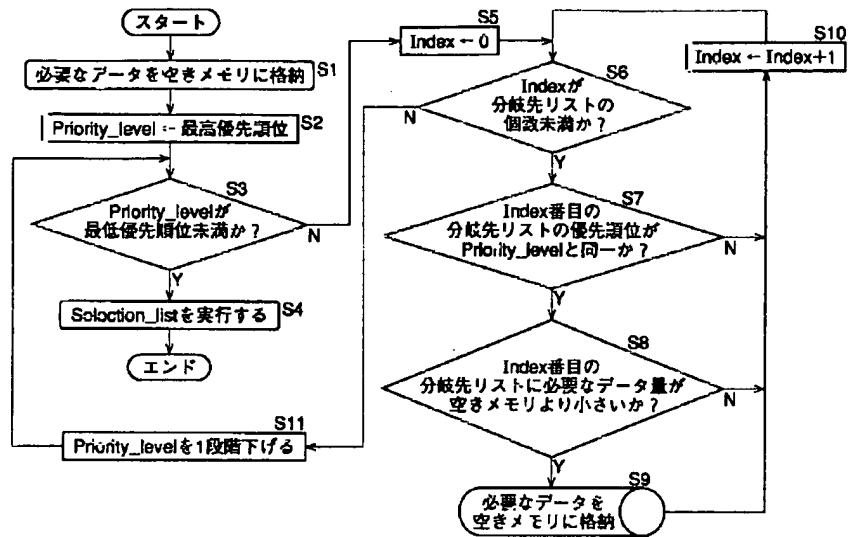 スタート
必要なデータを空きメモリに格納
S1
Priority_level ← 最高優先順位
S2
S3
Priority_levelが
最低優先順位未満か?
N
Y
S4
Selection_listを実行する
エンド
S11
Priority_levelを1段階下げる
S5
Index ← 0
S6
Indexが
分岐先リストの
個数未満か?
N
Y
S7
Index番目の
分岐先リストの優先順位が
Priority_levelと同一か?
N
Y
S8
Index番目の
分岐先リストに必要なデータ量が
空きメモリより小さいか?
N
Y
S9
必要なデータを
空きメモリに格納
S10
Index ← Index+1